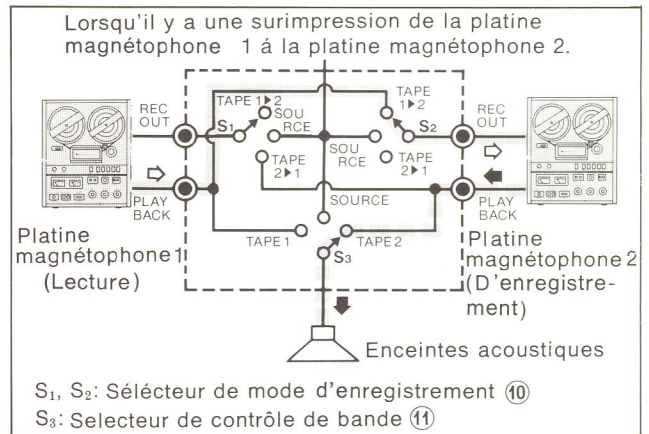 Lorsqu'il y a une surimpression de la platine
magnétophone 1 á la platine magnétophone 2.
TAPE 1▶2
SOU
RCE
TAPE
2▶1
S₁
REC
OUT
PLAY
BACK
TAPE
1▶2
SOU
RCE
TAPE
2▶1
S₂
REC
OUT
PLAY
BACK
SOURCE
TAPE 1
TAPE 2
S₃
Platine
magnétophone 1
(Lecture)
Platine
magnétophone 2
(D'enregistre-
ment)
Enceintes acoustiques
S₁, S₂: Sélécteur de mode d'enregistrement ⑩
S₃: Selecteur de contrôle de bande ⑪